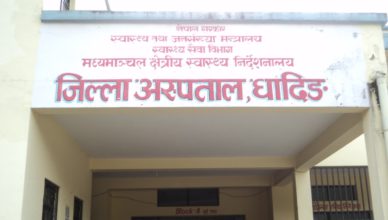 नेपाल सरकार
स्वास्थ्य तथा जनसंख्या मन्त्रालय
स्वास्थ्य सेवा विभाग
मध्यमाञ्चल क्षेत्रीय स्वास्थ्य निर्देशनालय
जिल्ला अस्पताल, धादिङ